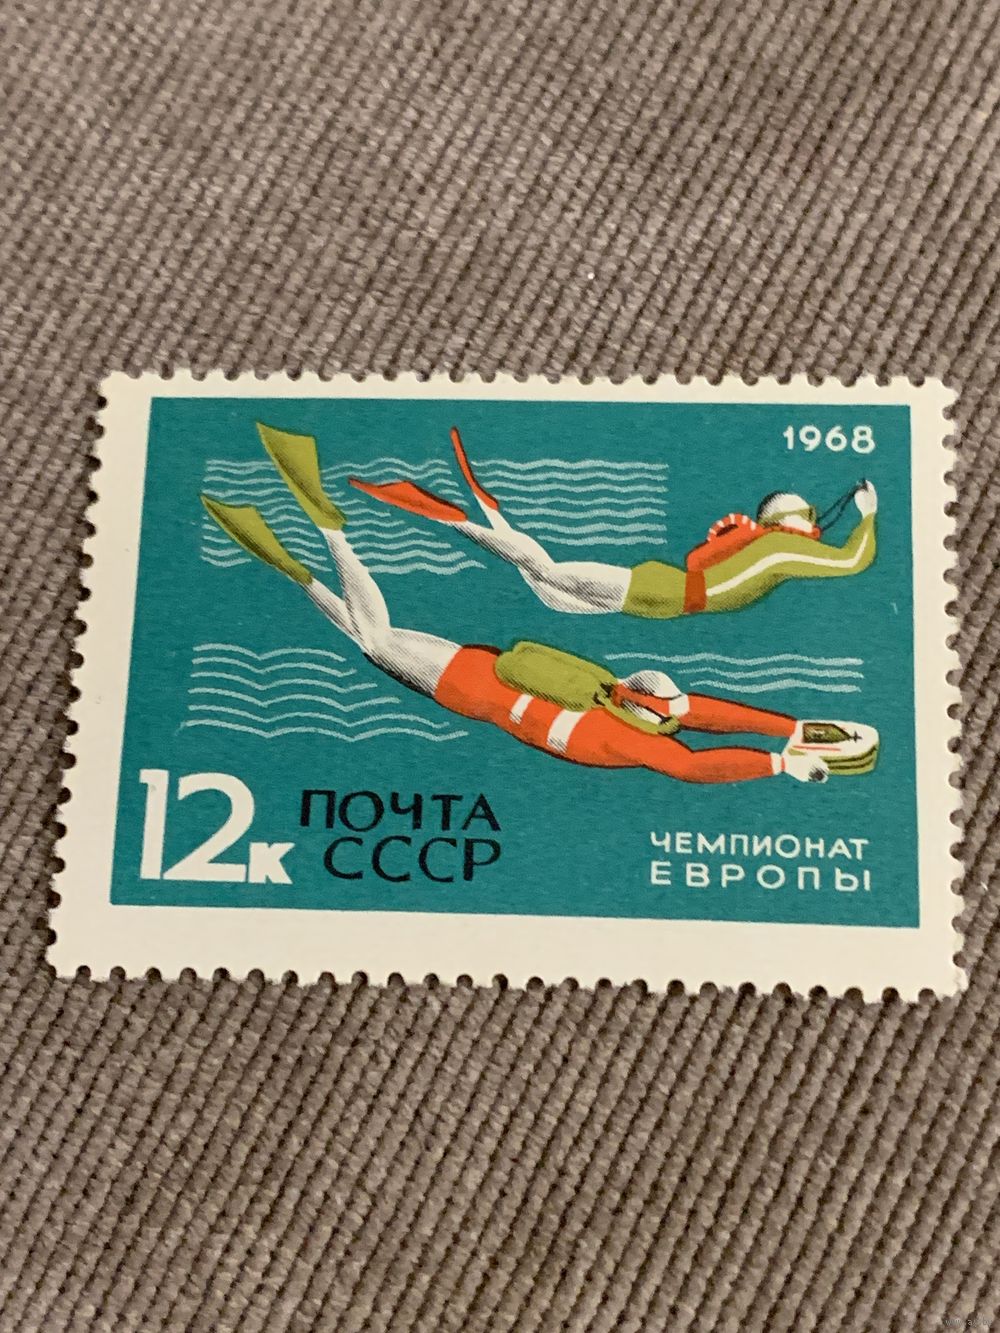 1968
12к
ПОЧТА
СССР
ЧЕМПИОНАТ
ЕВРОПЫ